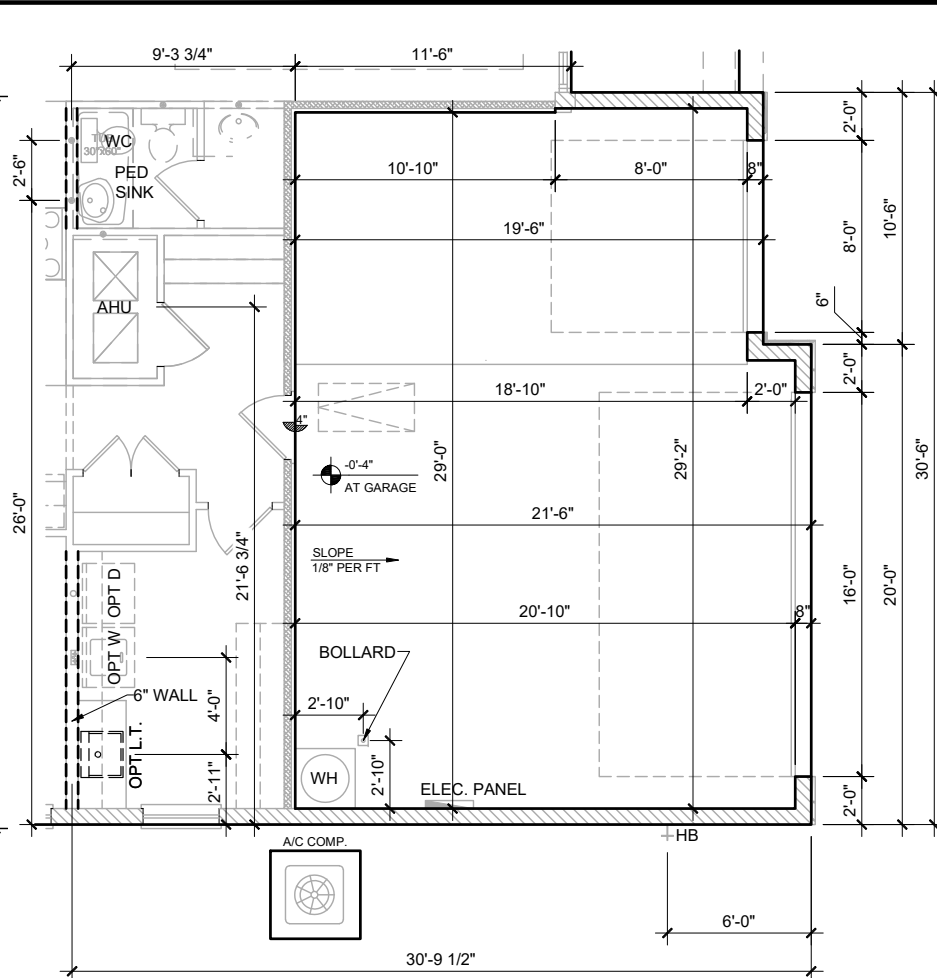 9'-3 3/4"
11'-6"
2'-0"
WC
30"x60"
PED
SINK
2'-6"
10'-10"
8'-0"
8"
10'-6"
19'-6"
8'-0"
6"
AHU
2'-0"
18'-10"
2'-0"
4"
29'-0"
29'-2"
30'-6"
-0'-4"
AT GARAGE
26'-0"
21'-6"
21'-6 3/4"
SLOPE
1/8" PER FT
16'-0"
20'-0"
OPT D
20'-10"
8"
OPT W
BOLLARD
6" WALL
4'-0"
2'-10"
OPT L.T.
WH
2'-10"
2'-11"
ELEC. PANEL
2'-0"
HB
A/C COMP.
6'-0"
30'-9 1/2"